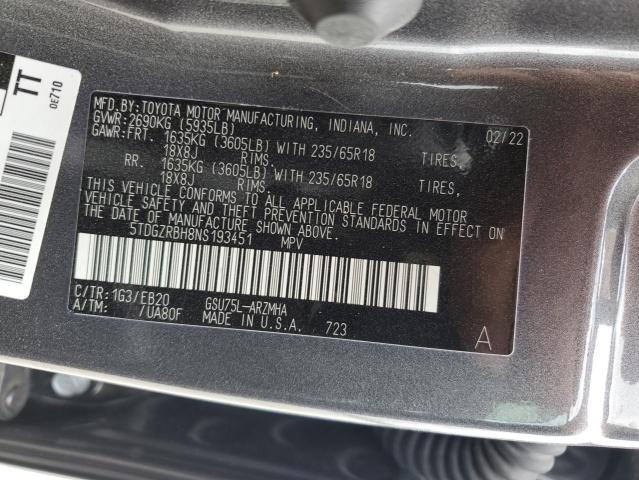 TT
0E710
MFD.BY:TOYOTA MOTOR MANUFACTURING, INDIANA, INC. 02/22
GVWR:2690KG (5935LB)
GAWR:FRT. 1635KG (3605LB) WITH 235/65R18 TIRES,
18X8J RIMS,
RR. 1635KG (3605LB) WITH 235/65R18 TIRES,
18X8J RIMS,
THIS VEHICLE CONFORMS TO ALL APPLICABLE FEDERAL MOTOR
VEHICLE SAFETY AND THEFT PREVENTION STANDARDS IN EFFECT ON
THE DATE OF MANUFACTURE SHOWN ABOVE.
5TDGZRBH8NS193451 MPV
C/TR:1G3/EB20 GSU75L-ARZMHA
A/TM: /UA80F MADE IN U.S.A. 723
A